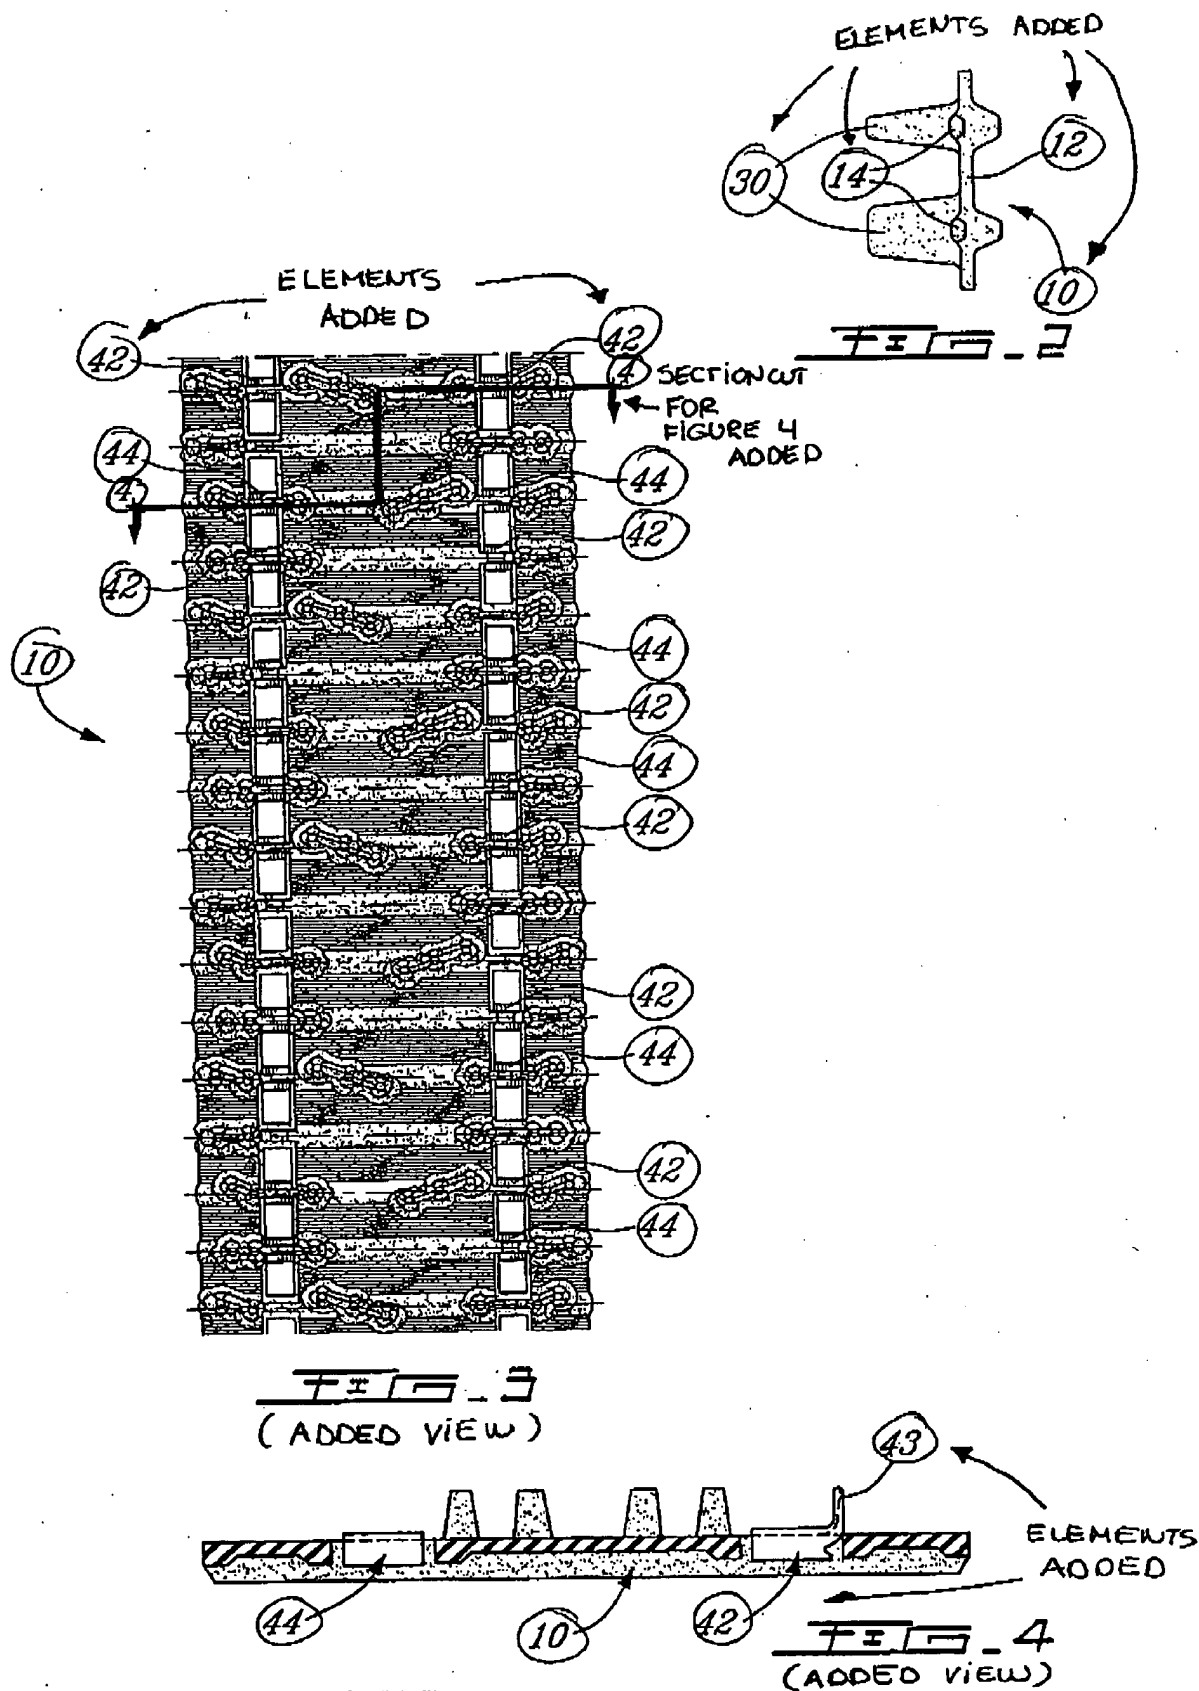 ELEMENTS ADDED
30
14
12
10
FIG_2
ELEMENTS
ADDED
42
42
4
SECTION CUT
FOR
FIGURE 4
ADDED
44
4
44
42
42
10
44
42
44
42
42
44
42
44
FIG_3
(ADDED VIEW)
43
ELEMENTS
ADDED
44
10
42
FIG_4
(ADDED VIEW)